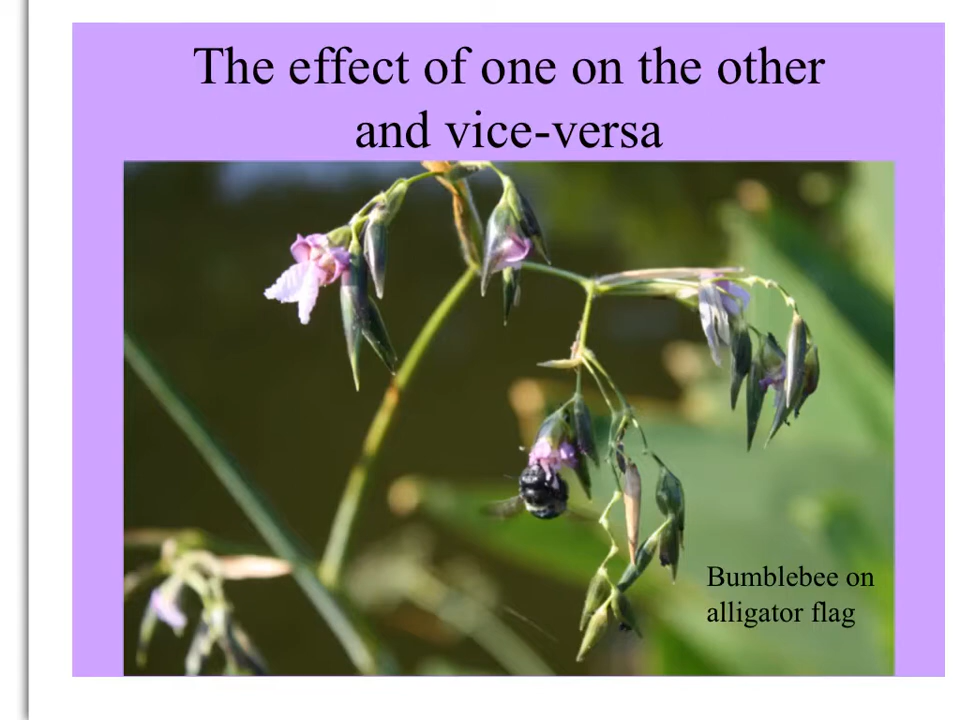 The effect of one on the other
and vice-versa
Bumblebee on
alligator flag